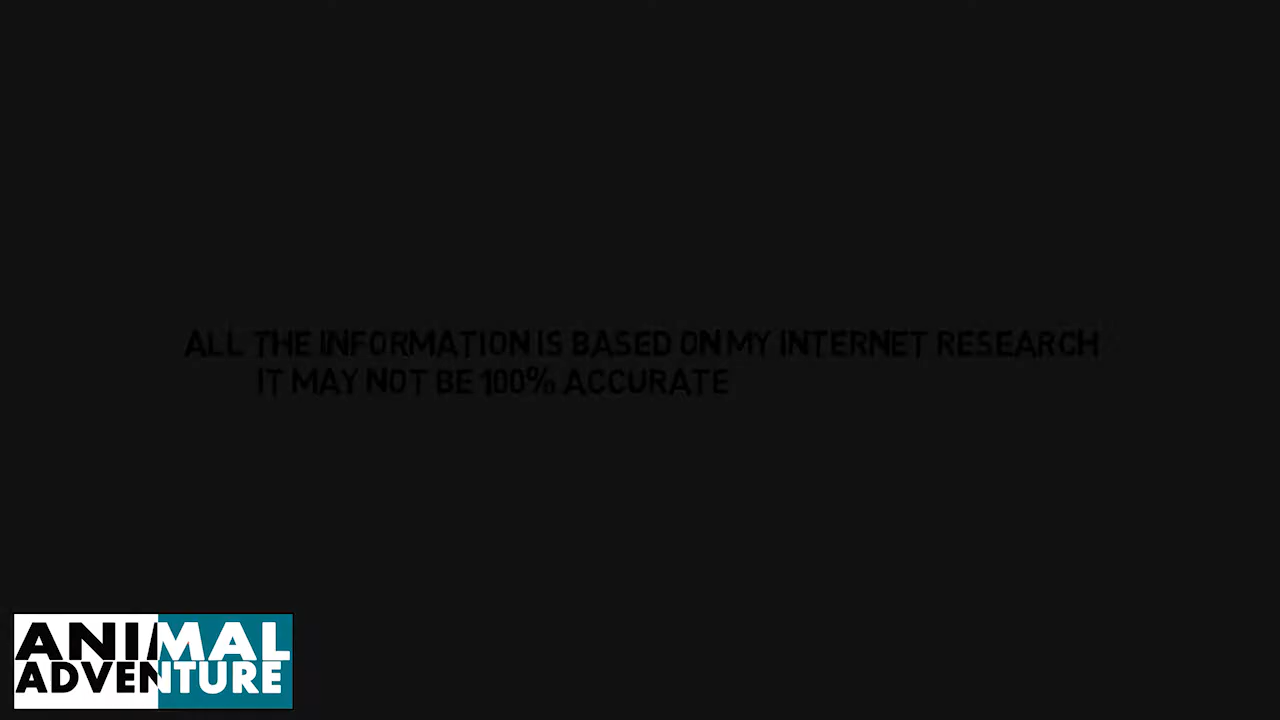 ALL THE INFORMATION IS BASED ON MY INTERNET RESEARCH
IT MAY NOT BE 100% ACCURATE
ANIMAL
ADVENTURE